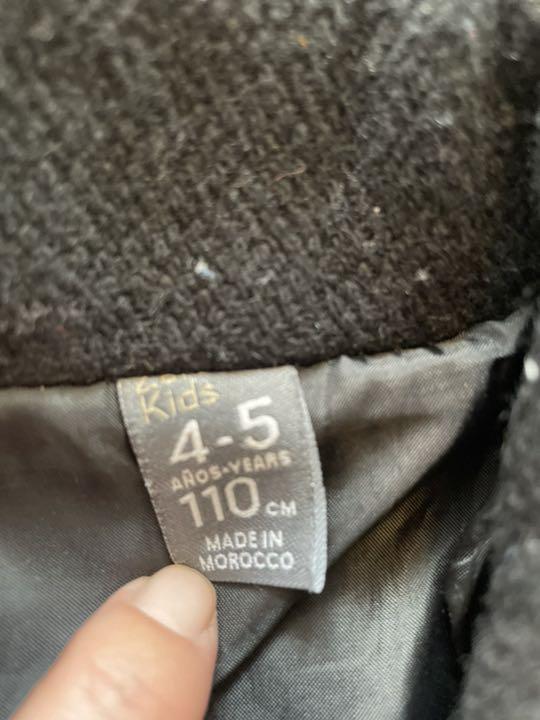 Kids
4-5
AÑOS-YEARS
110 CM
MADE IN
MOROCCO